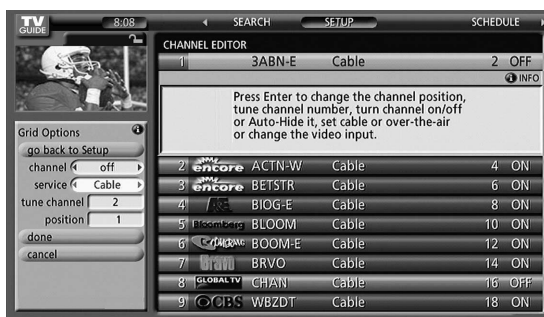 TV GUIDE 8:08 SEARCH SETUP SCHEDULE
CHANNEL EDITOR
1 3ABN-E Cable 2 OFF
INFO
Press Enter to change the channel position,
tune channel number, turn channel on/off
or Auto-Hide it, set cable or over-the-air
or change the video input.
Grid Options
go back to Setup
channel off
service Cable
tune channel 2
position 1
done
cancel
2 encore ACTN-W Cable 4 ON
3 encore BETSTR Cable 6 ON
4 A&E BIOG-E Cable 8 ON
5 Bloomberg BLOOM Cable 10 ON
6 BOOM-E Cable 12 ON
7 Bravo BRVO Cable 14 ON
8 GLOBALTV CHAN Cable 16 OFF
9 CBS WBZDT Cable 18 ON